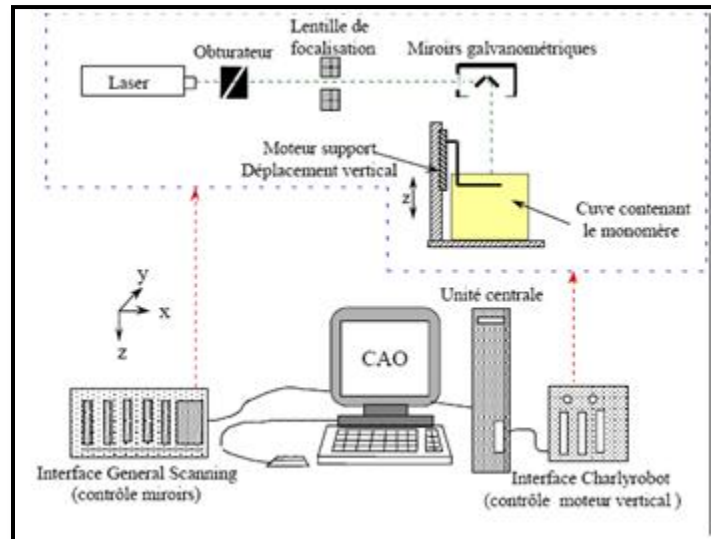 Lentille de
focalisation
Obturateur
Miroirs galvanométriques
Laser
Moteur support
Déplacement vertical
z
Cuve contenant
le monomère
y
x
z
Unité centrale
CAO
Interface General Scanning
(contrôle miroirs)
Interface Charlyrobot
(contrôle moteur vertical )